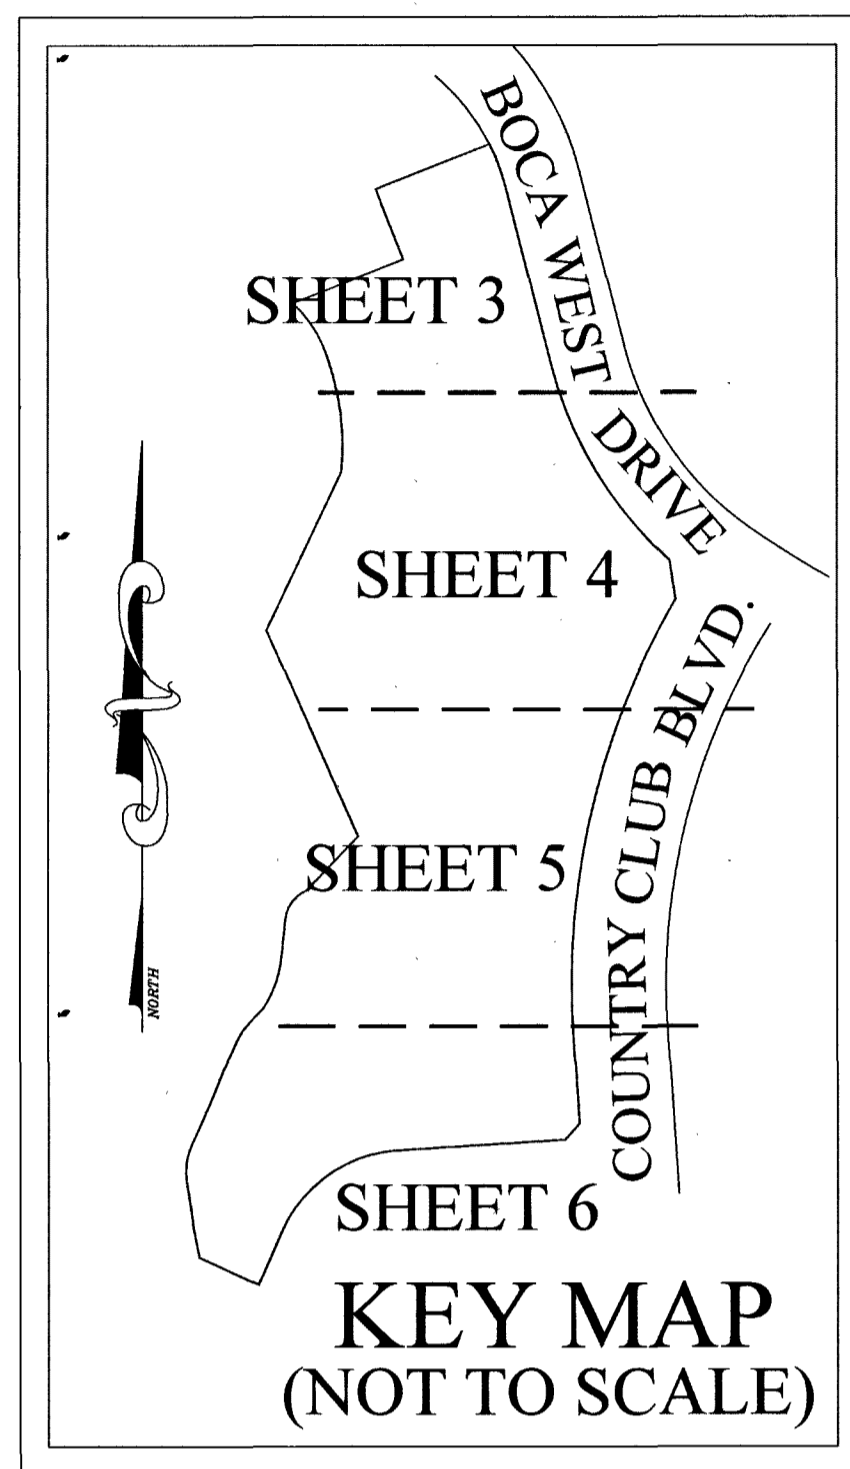 BOCA WEST DRIVE
SHEET 3
SHEET 4
COUNTRY CLUB BLVD.
SHEET 5
NORTH
SHEET 6
KEY MAP
(NOT TO SCALE)